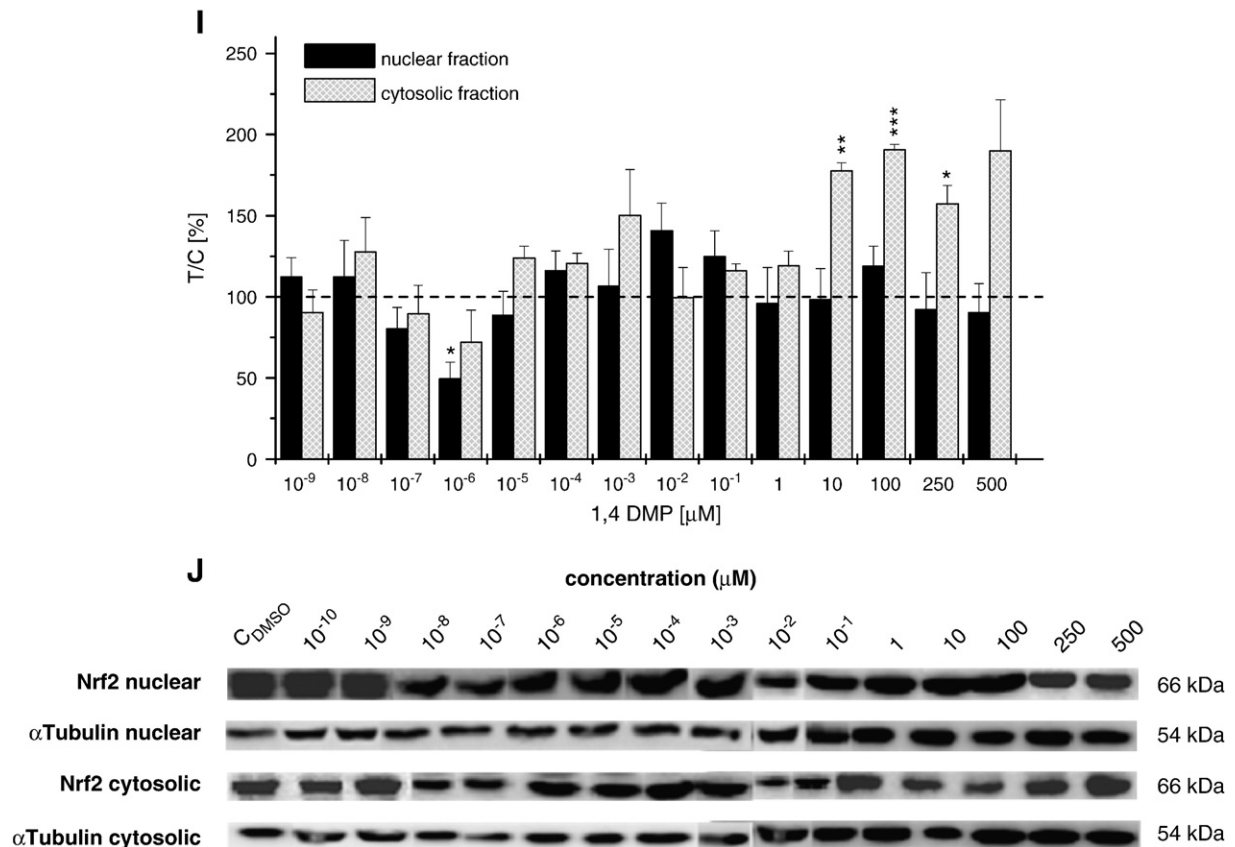 I
250
200
150
100
50
0
T/C [%]
nuclear fraction
cytosolic fraction
*
**
***
*
10⁻⁹ 10⁻⁸ 10⁻⁷ 10⁻⁶ 10⁻⁵ 10⁻⁴ 10⁻³ 10⁻² 10⁻¹ 1 10 100 250 500
1,4 DMP [μM]
J
concentration (μM)
C_DMSO 10⁻¹⁰ 10⁻⁹ 10⁻⁸ 10⁻⁷ 10⁻⁶ 10⁻⁵ 10⁻⁴ 10⁻³ 10⁻² 10⁻¹ 1 10 100 250 500
Nrf2 nuclear 66 kDa
αTubulin nuclear 54 kDa
Nrf2 cytosolic 66 kDa
αTubulin cytosolic 54 kDa